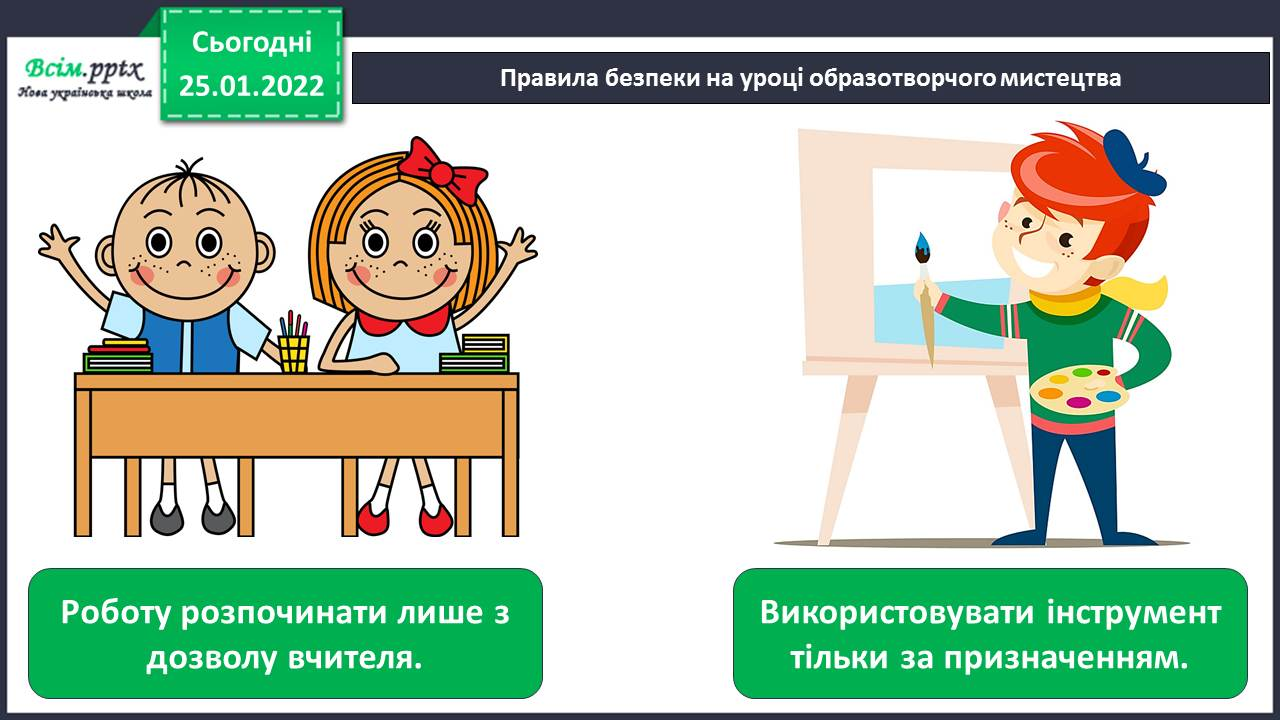 Сьогодні
25.01.2022
Всім.pptx
Нова українська школа
Правила безпеки на уроці образотворчого мистецтва
Роботу розпочинати лише з
дозволу вчителя.
Використовувати інструмент
тільки за призначенням.